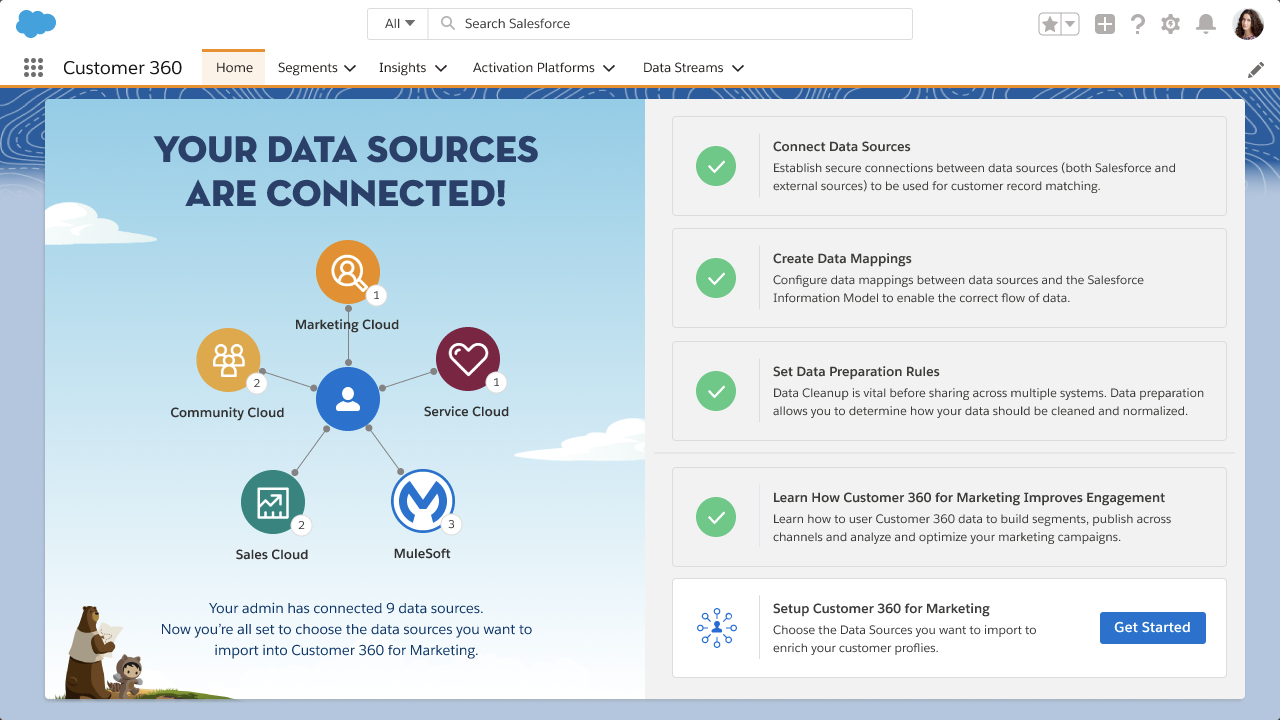 All
Search Salesforce
Customer 360
Home
Segments
Insights
Activation Platforms
Data Streams
YOUR DATA SOURCES
ARE CONNECTED!
1
Marketing Cloud
2
Community Cloud
1
Service Cloud
2
Sales Cloud
3
MuleSoft
Your admin has connected 9 data sources.
Now you're all set to choose the data sources you want to
import into Customer 360 for Marketing.
Connect Data Sources
Establish secure connections between data sources (both Salesforce and
external sources) to be used for customer record matching.
Create Data Mappings
Configure data mappings between data sources and the Salesforce
Information Model to enable the correct flow of data.
Set Data Preparation Rules
Data Cleanup is vital before sharing across multiple systems. Data preparation
allows you to determine how your data should be cleaned and normalized.
Learn How Customer 360 for Marketing Improves Engagement
Learn how to user Customer 360 data to build segments, publish across
channels and analyze and optimize your marketing campaigns.
Setup Customer 360 for Marketing
Choose the Data Sources you want to import to
enrich your customer proflies.
Get Started